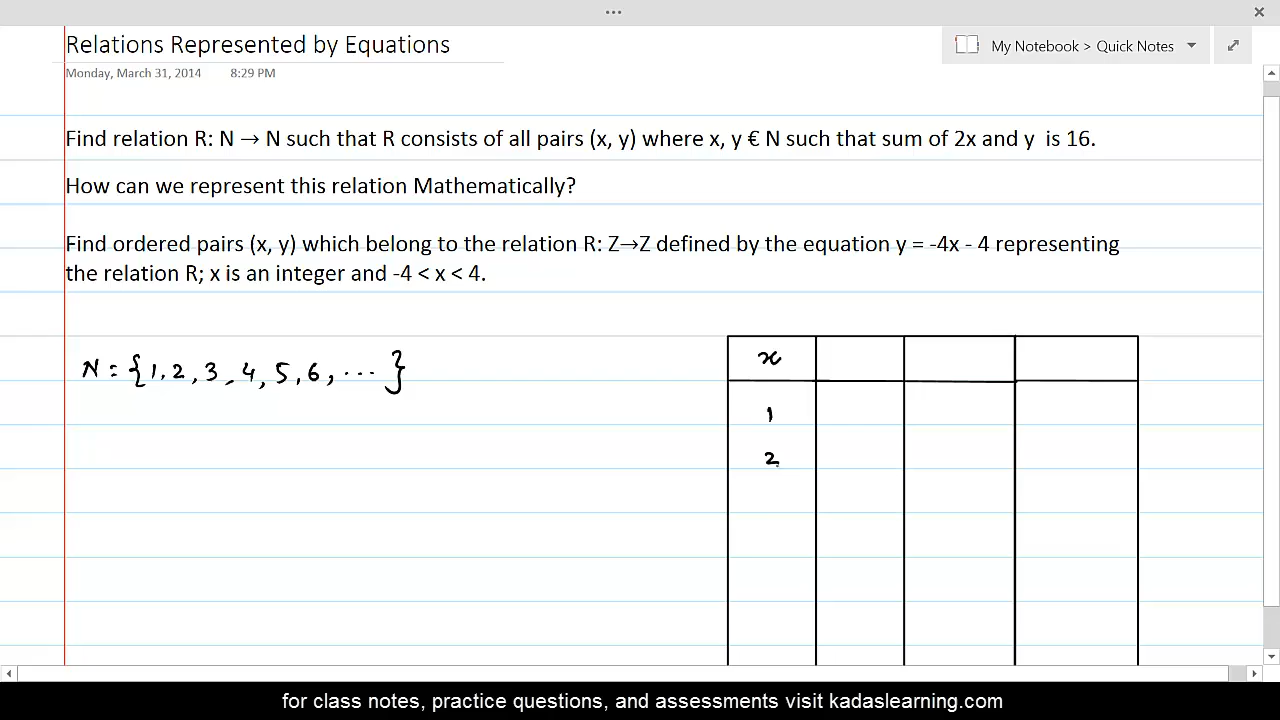 Relations Represented by Equations
My Notebook > Quick Notes
Monday, March 31, 2014 8:29 PM
Find relation R: N → N such that R consists of all pairs (x, y) where x, y € N such that sum of 2x and y is 16.
How can we represent this relation Mathematically?
Find ordered pairs (x, y) which belong to the relation R: Z→Z defined by the equation y = -4x - 4 representing
the relation R; x is an integer and -4 < x < 4.
N = {1, 2, 3, 4, 5, 6, ... }
x
1
2
for class notes, practice questions, and assessments visit kadaslearning.com